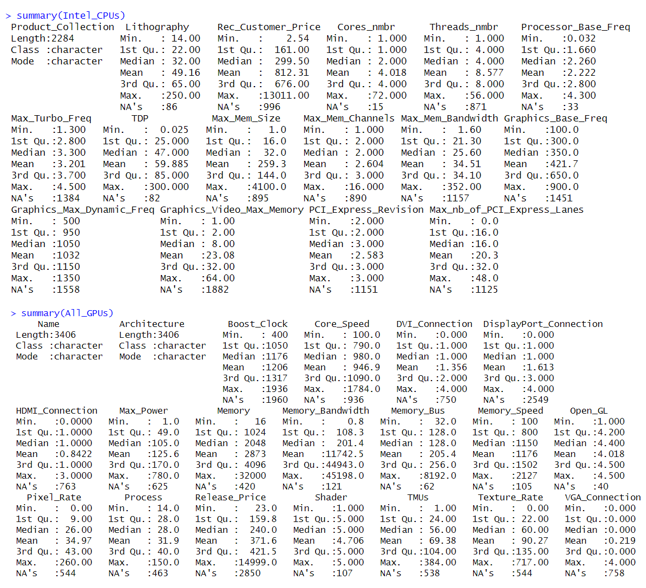 > summary(Intel_CPUs)
Product_Collection Lithography Rec_Customer_Price Cores_nmbr Threads_nmbr Processor_Base_Freq
Length:2284 Min. : 14.00 Min. : 2.54 Min. : 1.000 Min. : 1.000 Min. :0.032
Class :character 1st Qu.: 22.00 1st Qu.: 161.00 1st Qu.: 1.000 1st Qu.: 4.000 1st Qu.:1.660
Mode :character Median : 32.00 Median : 299.50 Median : 2.000 Median : 4.000 Median :2.260
Mean : 49.16 Mean : 812.31 Mean : 4.018 Mean : 8.577 Mean :2.222
3rd Qu.: 65.00 3rd Qu.: 676.00 3rd Qu.: 4.000 3rd Qu.: 8.000 3rd Qu.:2.800
Max. :250.00 Max. :13011.00 Max. :72.000 Max. :56.000 Max. :4.300
NA's :86 NA's :996 NA's :15 NA's :871 NA's :33
Max_Turbo_Freq TDP Max_Mem_Size Max_Mem_Channels Max_Mem_Bandwidth Graphics_Base_Freq
Min. :1.300 Min. : 0.025 Min. : 1.0 Min. : 1.000 Min. : 1.60 Min. :100.0
1st Qu.:2.800 1st Qu.: 25.000 1st Qu.: 16.0 1st Qu.: 2.000 1st Qu.: 21.30 1st Qu.:300.0
Median :3.300 Median : 47.000 Median : 32.0 Median : 2.000 Median : 25.60 Median :350.0
Mean :3.201 Mean : 59.885 Mean : 259.3 Mean : 2.604 Mean : 34.51 Mean :421.7
3rd Qu.:3.700 3rd Qu.: 85.000 3rd Qu.: 144.0 3rd Qu.: 3.000 3rd Qu.: 34.10 3rd Qu.:650.0
Max. :4.500 Max. :300.000 Max. :4100.0 Max. :16.000 Max. :352.00 Max. :900.0
NA's :1384 NA's :82 NA's :895 NA's :890 NA's :1157 NA's :1451
Graphics_Max_Dynamic_Freq Graphics_Video_Max_Memory PCI_Express_Revision Max_nb_of_PCI_Express_Lanes
Min. : 500 Min. : 1.00 Min. :2.000 Min. : 0.0
1st Qu.: 950 1st Qu.: 2.00 1st Qu.:2.000 1st Qu.:16.0
Median :1050 Median : 8.00 Median :3.000 Median :16.0
Mean :1032 Mean :23.08 Mean :2.583 Mean :20.3
3rd Qu.:1150 3rd Qu.:32.00 3rd Qu.:3.000 3rd Qu.:32.0
Max. :1350 Max. :64.00 Max. :3.000 Max. :48.0
NA's :1558 NA's :1882 NA's :1151 NA's :1125
> summary(All_GPUs)
Name Architecture Boost_Clock Core_Speed DVI_Connection DisplayPort_Connection
Length:3406 Length:3406 Min. : 400 Min. : 100.0 Min. :0.000 Min. :0.000
Class :character Class :character 1st Qu.:1050 1st Qu.: 790.0 1st Qu.:1.000 1st Qu.:1.000
Mode :character Mode :character Median :1176 Median : 980.0 Median :1.000 Median :1.000
Mean :1206 Mean : 946.9 Mean :1.356 Mean :1.613
3rd Qu.:1317 3rd Qu.:1090.0 3rd Qu.:2.000 3rd Qu.:3.000
Max. :1936 Max. :1784.0 Max. :4.000 Max. :4.000
NA's :1960 NA's :936 NA's :750 NA's :2549
HDMI_Connection Max_Power Memory Memory_Bandwidth Memory_Bus Memory_Speed Open_GL
Min. :0.0000 Min. : 1.0 Min. : 16 Min. : 0.8 Min. : 32.0 Min. : 100 Min. :1.000
1st Qu.:1.0000 1st Qu.: 49.0 1st Qu.: 1024 1st Qu.: 108.3 1st Qu.: 128.0 1st Qu.: 800 1st Qu.:4.200
Median :1.0000 Median :105.0 Median : 2048 Median : 201.4 Median : 128.0 Median :1150 Median :4.400
Mean :0.8422 Mean :125.6 Mean : 2873 Mean :11742.5 Mean : 205.4 Mean :1176 Mean :4.018
3rd Qu.:1.0000 3rd Qu.:170.0 3rd Qu.: 4096 3rd Qu.:44943.0 3rd Qu.: 256.0 3rd Qu.:1502 3rd Qu.:4.500
Max. :3.0000 Max. :780.0 Max. :32000 Max. :45198.0 Max. :8192.0 Max. :2127 Max. :4.500
NA's :763 NA's :625 NA's :420 NA's :121 NA's :62 NA's :105 NA's :40
Pixel_Rate Process Release_Price Shader TMUs Texture_Rate VGA_Connection
Min. : 0.00 Min. : 14.0 Min. : 23.0 Min. :1.000 Min. : 1.00 Min. : 0.00 Min. :0.000
1st Qu.: 9.00 1st Qu.: 28.0 1st Qu.: 159.8 1st Qu.:5.000 1st Qu.: 24.00 1st Qu.: 22.00 1st Qu.:0.000
Median : 26.00 Median : 28.0 Median : 240.0 Median :5.000 Median : 56.00 Median : 60.00 Median :0.000
Mean : 34.97 Mean : 31.9 Mean : 371.6 Mean :4.706 Mean : 69.38 Mean : 90.27 Mean :0.219
3rd Qu.: 43.00 3rd Qu.: 40.0 3rd Qu.: 421.5 3rd Qu.:5.000 3rd Qu.:104.00 3rd Qu.:135.00 3rd Qu.:0.000
Max. :260.00 Max. :150.0 Max. :14999.0 Max. :5.000 Max. :384.00 Max. :717.00 Max. :4.000
NA's :544 NA's :463 NA's :2850 NA's :107 NA's :538 NA's :544 NA's :758